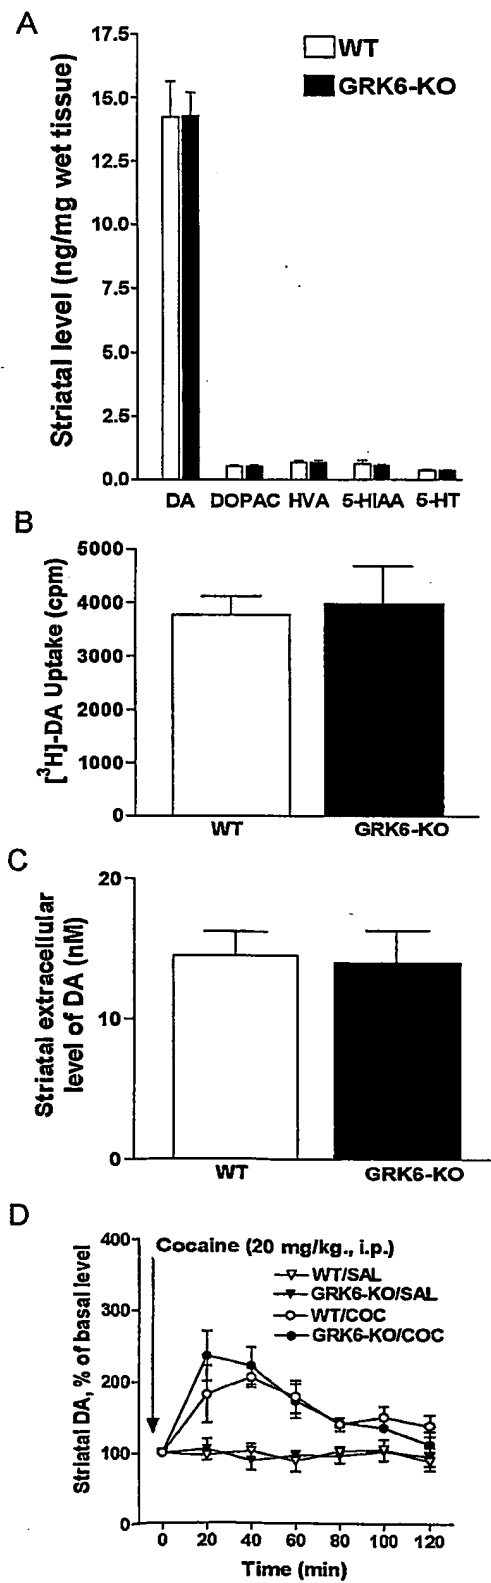 A
17.5
15.0
12.5
10.0
7.5
5.0
2.5
0.0
Striatal level (ng/mg wet tissue)
WT
GRK6-KO
DA DOPAC HVA 5-HIAA 5-HT
B
5000
4000
3000
2000
1000
0
[³H]-DA Uptake (cpm)
WT GRK6-KO
C
20
10
0
Striatal extracellular
level of DA (nM)
WT GRK6-KO
D
400
300
200
100
0
Striatal DA, % of basal level
Cocaine (20 mg/kg., i.p.)
WT/SAL
GRK6-KO/SAL
WT/COC
GRK6-KO/COC
0 20 40 60 80 100 120
Time (min)